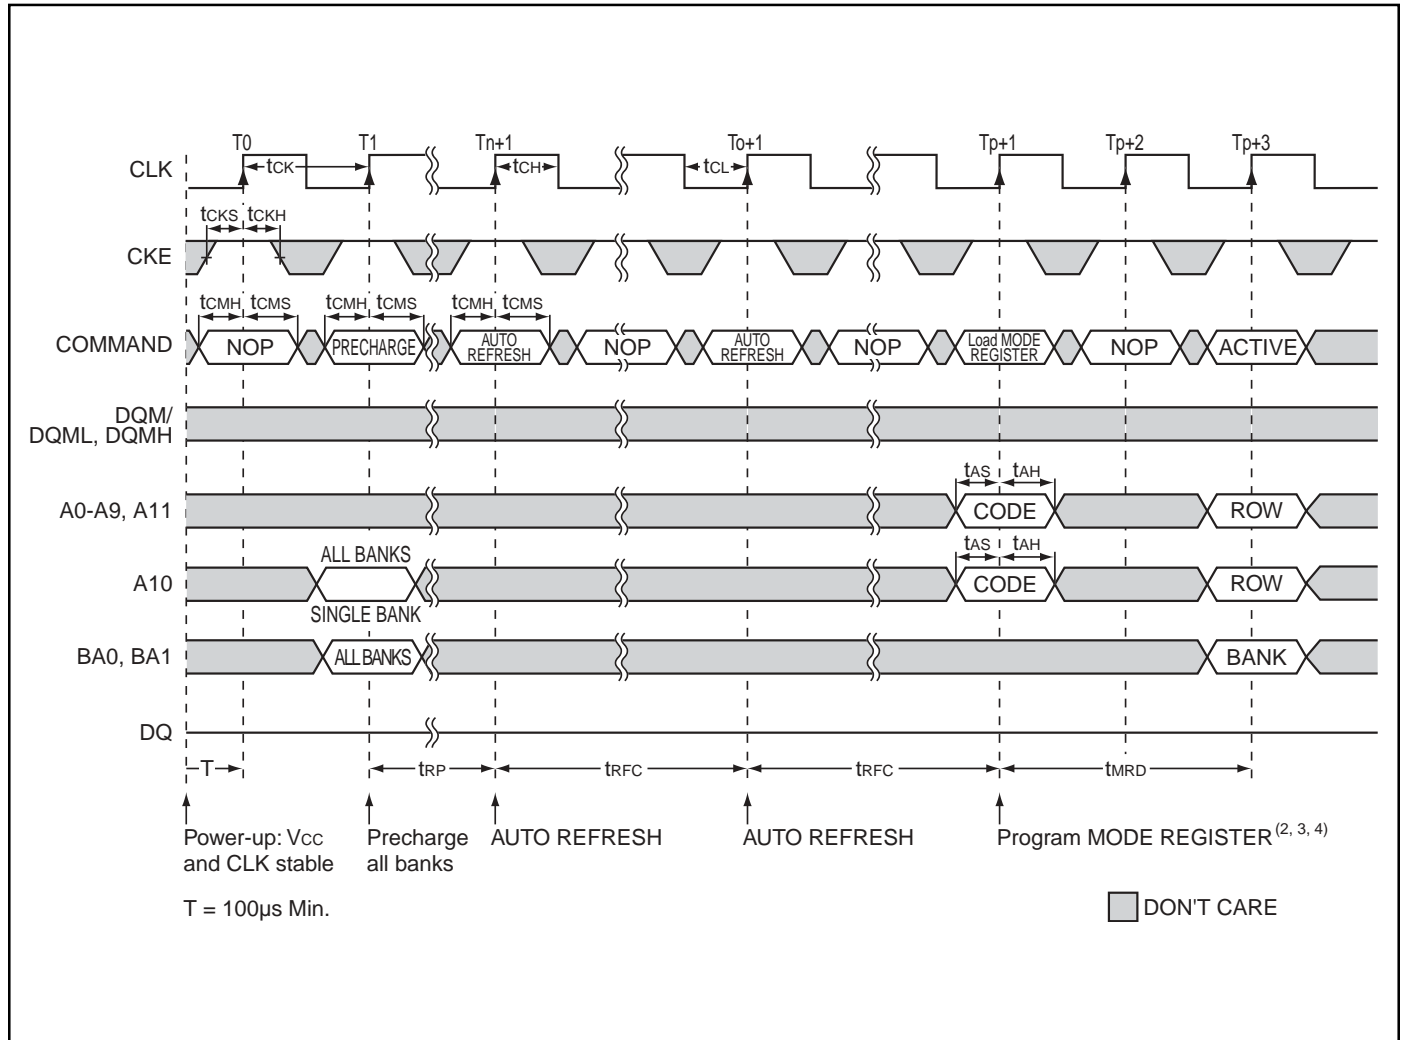 T0 T1 Tn+1 To+1 Tp+1 Tp+2 Tp+3
CLK tCK tCH tCL
tCKS tCKH
CKE
tCMH tCMS tCMH tCMS tCMH tCMS
COMMAND NOP PRECHARGE AUTO REFRESH NOP AUTO REFRESH NOP Load MODE REGISTER NOP ACTIVE
DQM/
DQML, DQMH
tAS tAH
A0-A9, A11 CODE ROW
ALL BANKS tAS tAH
A10 CODE ROW
SINGLE BANK
BA0, BA1 ALL BANKS BANK
DQ
T tRP tRFC tRFC tMRD
Power-up: VCC Precharge AUTO REFRESH AUTO REFRESH Program MODE REGISTER(2, 3, 4)
and CLK stable all banks
T = 100µs Min. DON'T CARE